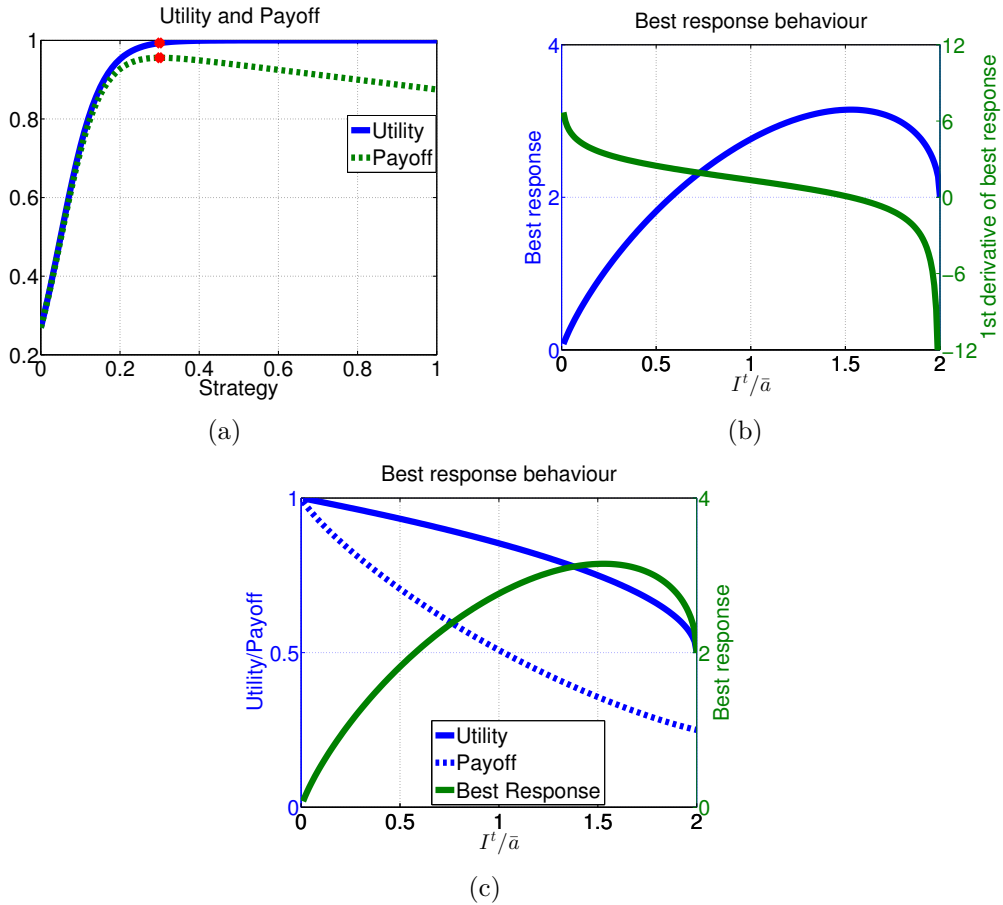 Utility and Payoff
1
0.8
0.6
0.4
0.2
0 0.2 0.4 0.6 0.8 1
Strategy
Utility
Payoff
(a)
Best response behaviour
Best response
4
2
0
12
6
0
−6
−12
1st derivative of best response
0 0.5 1 1.5 2
I^t/ā
(b)
Best response behaviour
Utility/Payoff
1
0.5
0
4
2
0
Best response
Utility
Payoff
Best Response
0 0.5 1 1.5 2
I^t/ā
(c)